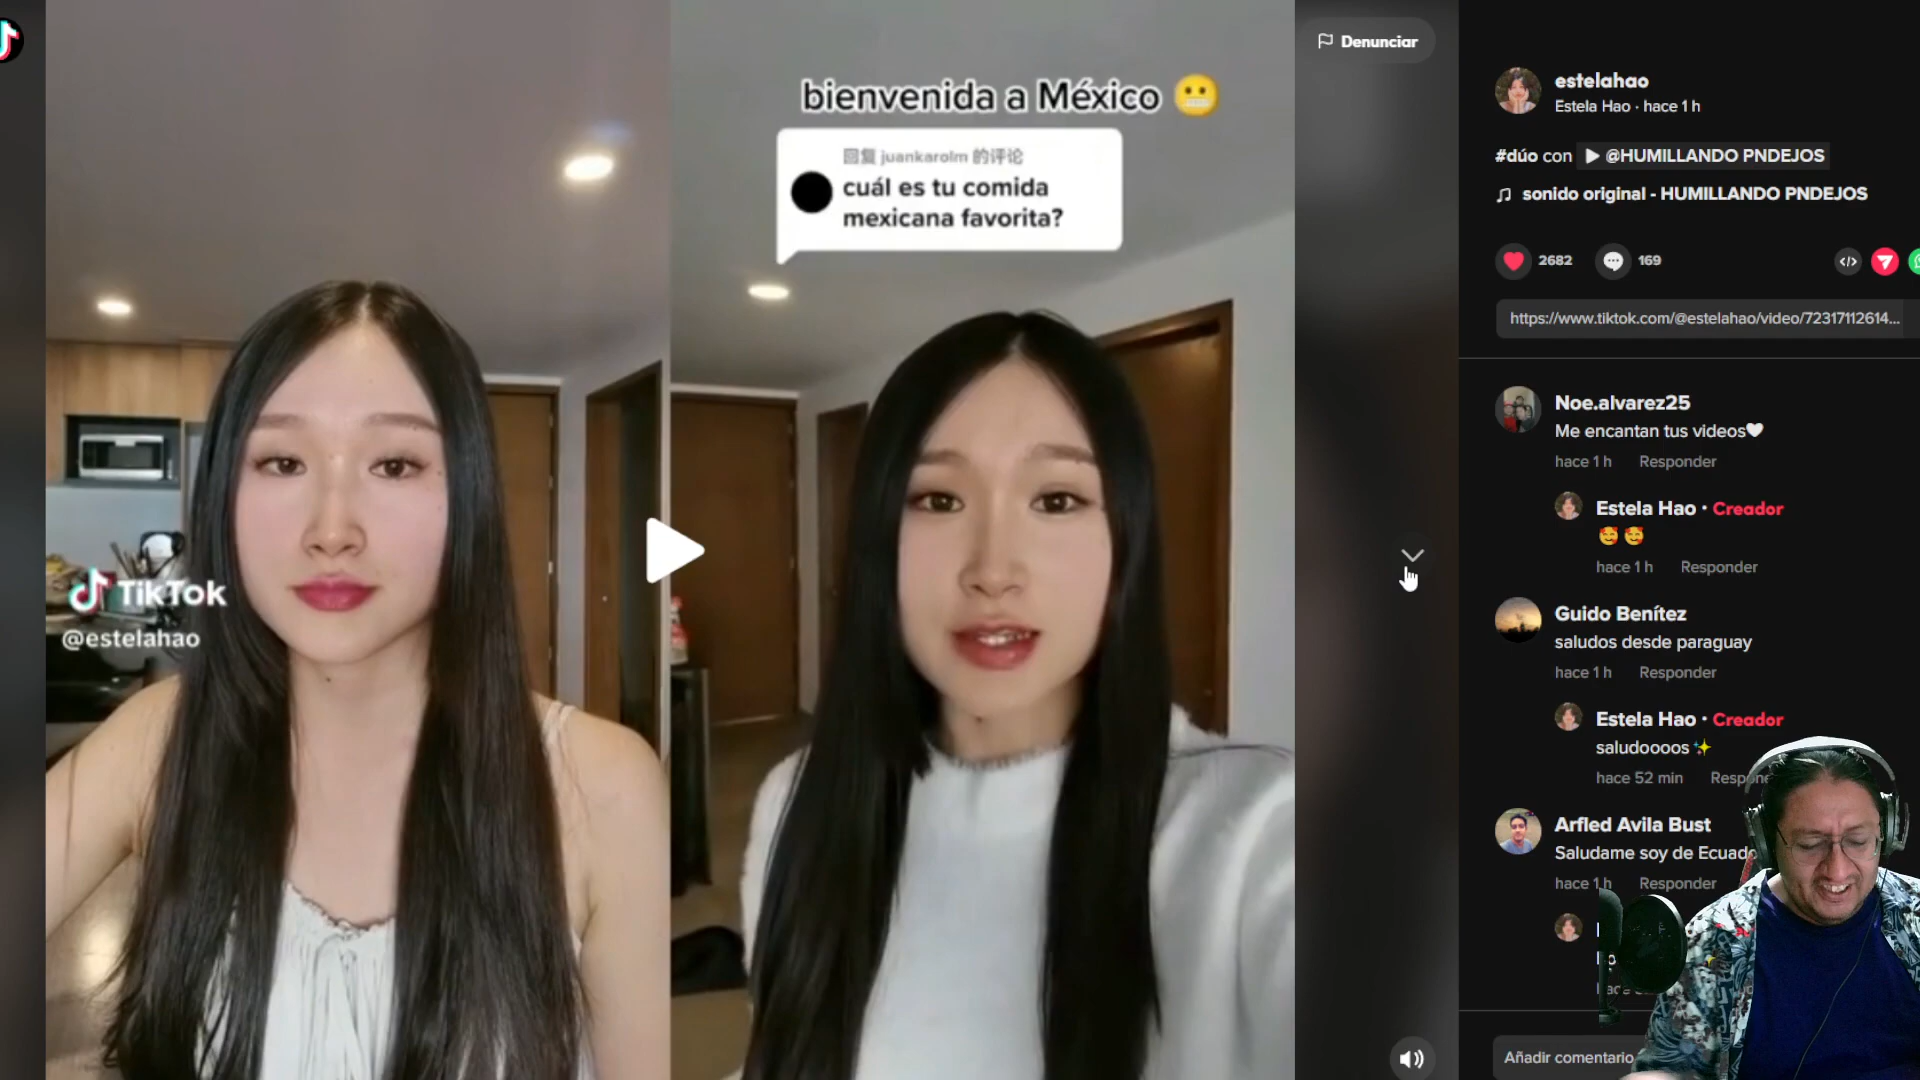 bienvenida a México 😬
回复 juankarolm 的评论
cuál es tu comida
mexicana favorita?
TikTok
@estelahao
Denunciar
estelahao
Estela Hao · hace 1 h
#dúo con ▶ @HUMILLANDO PNDEJOS
♫ sonido original - HUMILLANDO PNDEJOS
2682
169
</>
https://www.tiktok.com/@estelahao/video/72317112614...
Noe.alvarez25
Me encantan tus videos🤍
hace 1 h Responder
Estela Hao · Creador
🥰 🥰
hace 1 h Responder
Guido Benítez
saludos desde paraguay
hace 1 h Responder
Estela Hao · Creador
saludoooos ✨
hace 52 min
Arfled Avila Bust
Saludame soy de
hace 1 h Responder
Añadir comentario